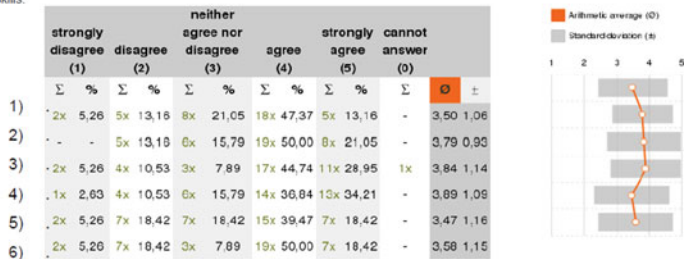 neither
strongly agree nor strongly cannot
disagree disagree disagree agree agree answer
(1) (2) (3) (4) (5) (0)
Σ % Σ % Σ % Σ % Σ % Σ Ø ±
1) 2x 5,26 5x 13,16 8x 21,05 18x 47,37 5x 13,16 - 3,50 1,06
2) - - 5x 13,16 6x 15,79 19x 50,00 8x 21,05 - 3,79 0,93
3) 2x 5,26 4x 10,53 3x 7,89 17x 44,74 11x 28,95 1x 3,84 1,14
4) 1x 2,63 4x 10,53 6x 15,79 14x 36,84 13x 34,21 - 3,89 1,09
5) 2x 5,26 7x 18,42 7x 18,42 15x 39,47 7x 18,42 - 3,47 1,16
6) 2x 5,26 7x 18,42 3x 7,89 19x 50,00 7x 18,42 - 3,58 1,15
Arithmetic average (Ø)
Standard deviation (±)
1 2 3 4 5